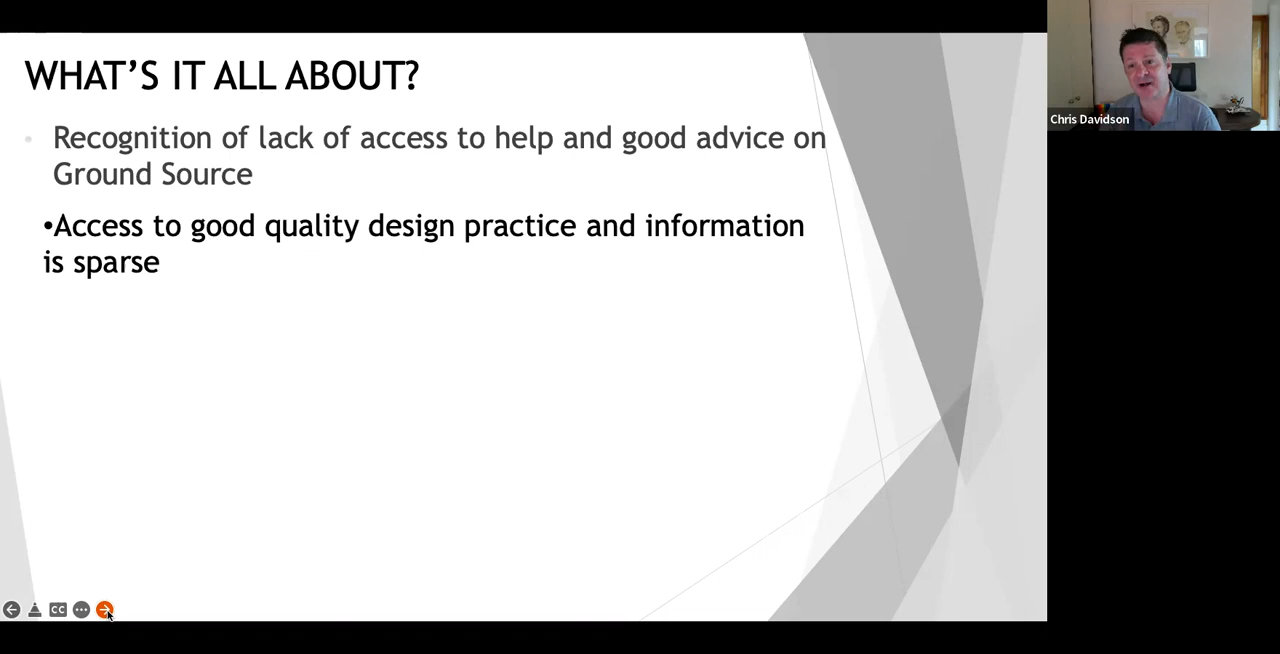 WHAT'S IT ALL ABOUT?
Chris Davidson
• Recognition of lack of access to help and good advice on
Ground Source
•Access to good quality design practice and information
is sparse
CC